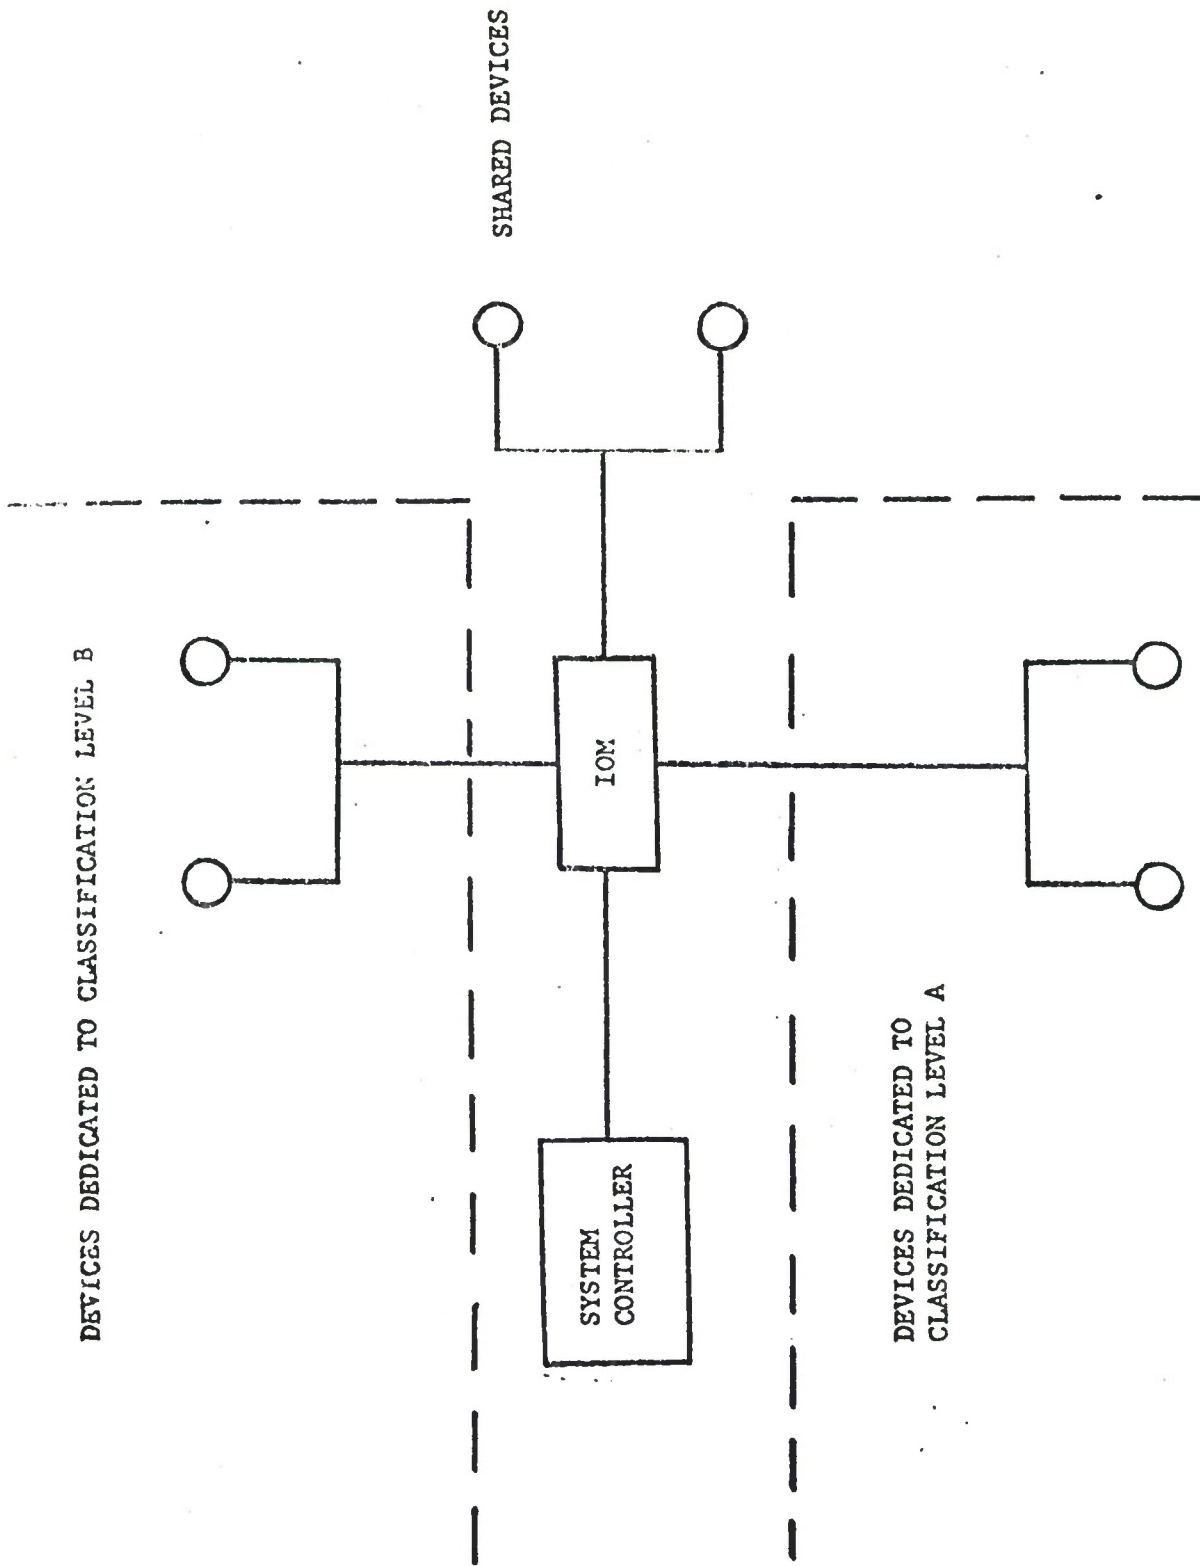 DEVICES DEDICATED TO CLASSIFICATION LEVEL B
SYSTEM
CONTROLLER
IOM
SHARED DEVICES
DEVICES DEDICATED TO
CLASSIFICATION LEVEL A